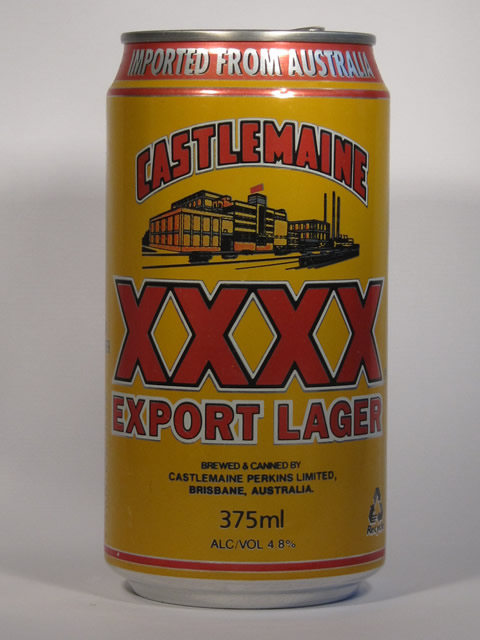 IMPORTED FROM AUSTRALIA
CASTLEMAINE
XXXX
EXPORT LAGER
BREWED & CANNED BY
CASTLEMAINE PERKINS LIMITED,
BRISBANE, AUSTRALIA.
375ml
ALC/VOL 4.8%